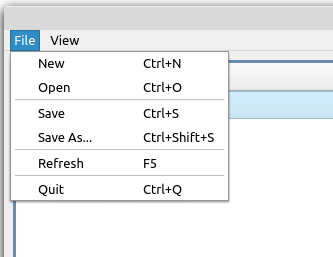 File View
New Ctrl+N
Open Ctrl+O
Save Ctrl+S
Save As... Ctrl+Shift+S
Refresh F5
Quit Ctrl+Q